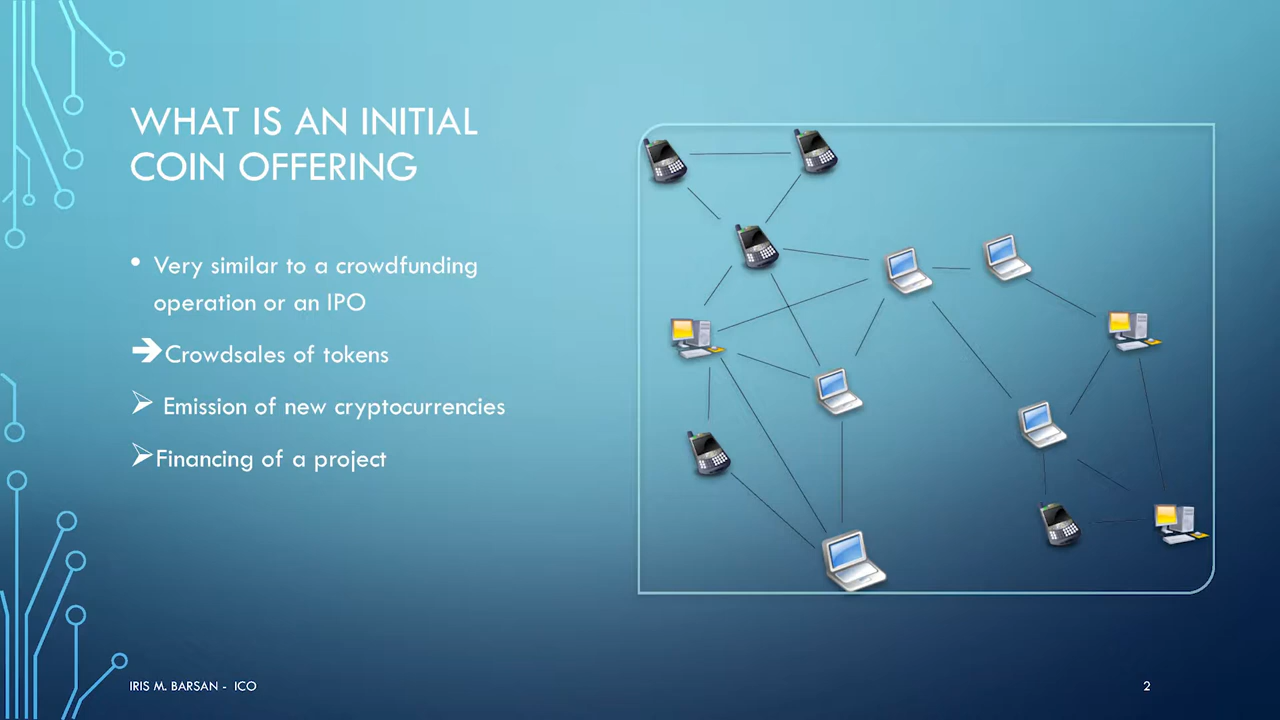 WHAT IS AN INITIAL
COIN OFFERING
• Very similar to a crowdfunding
operation or an IPO
➔Crowdsales of tokens
➢ Emission of new cryptocurrencies
➢Financing of a project
IRIS M. BARSAN - ICO
2